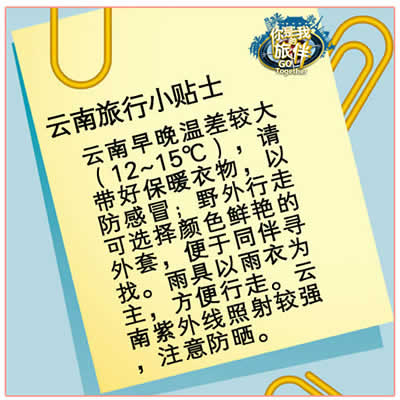 你是我
旅伴
GO!
Together
云南旅行小贴士
云南早晚温差较大
（12~15℃），请
带好保暖衣物，以
防感冒；野外行走
可选择颜色鲜艳的
外套，便于同伴寻
找。雨具以雨衣为
主，方便行走。云
南紫外线照射较强
，注意防晒。